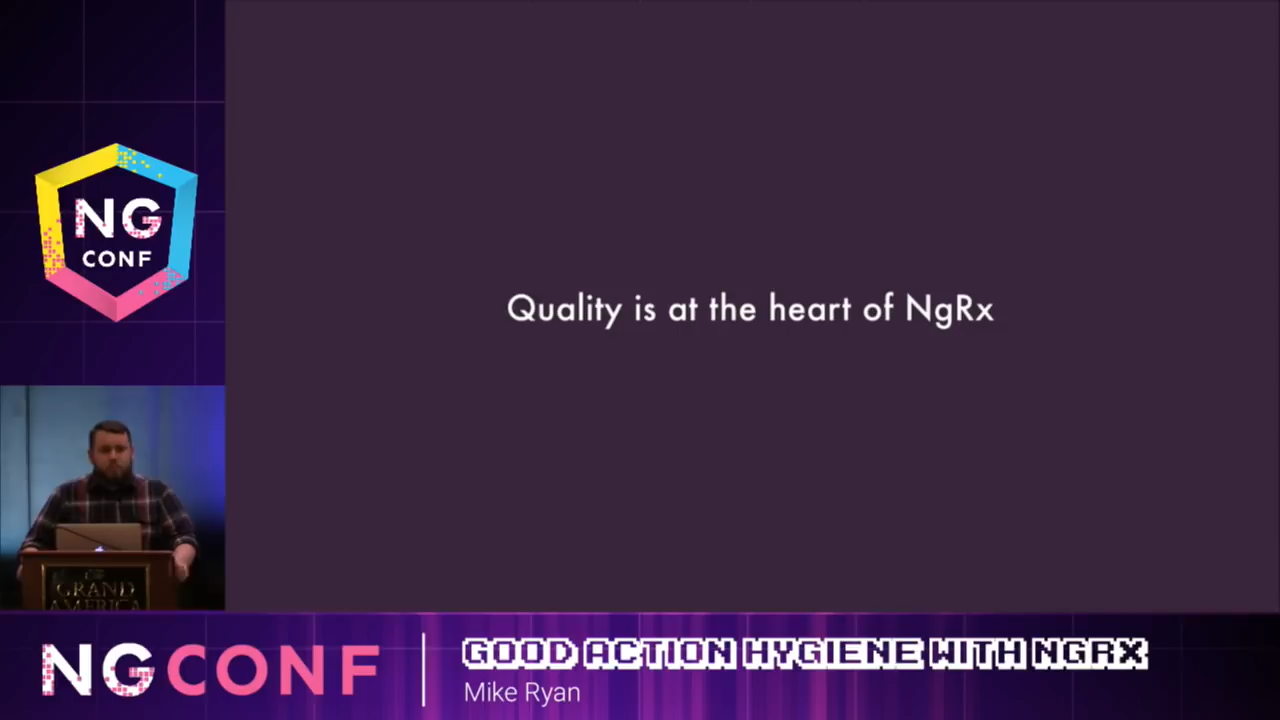 NG
CONF
Quality is at the heart of NgRx
GRAND
AMERICA
NGCONF
GOOD ACTION HYGIENE WITH NGRX
Mike Ryan